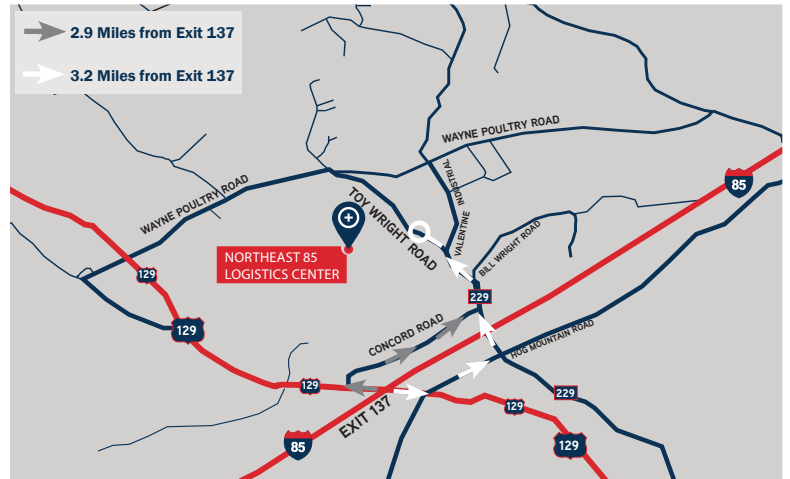 2.9 Miles from Exit 137
3.2 Miles from Exit 137
WAYNE POULTRY ROAD
INDUSTRIAL
VALENTINE
85
WAYNE POULTRY ROAD
TOY WRIGHT ROAD
NORTHEAST 85
LOGISTICS CENTER
BILL WRIGHT ROAD
129
229
129
CONCORD ROAD
HOG MOUNTAIN ROAD
129
229
EXIT 137
129
85
129